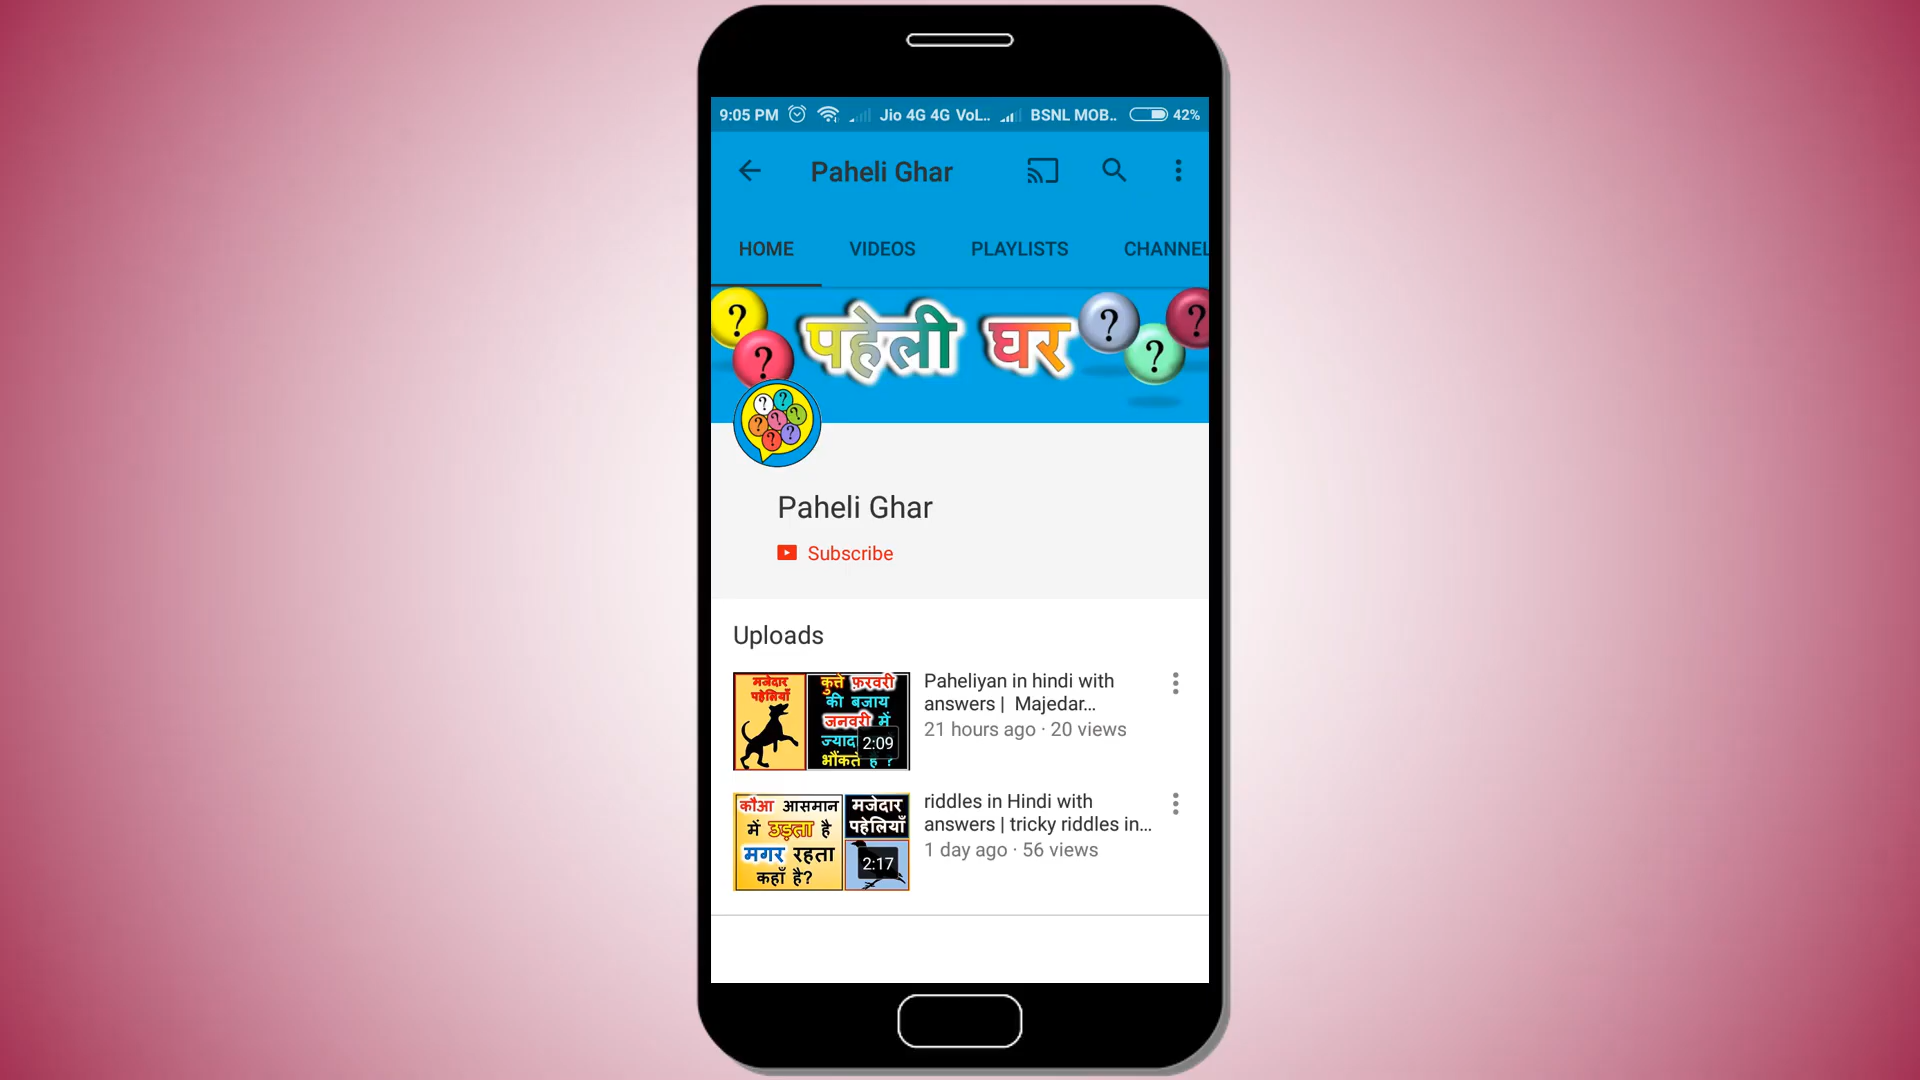 9:05 PM Jio 4G 4G VoL.. BSNL MOB.. 42%
Paheli Ghar
HOME VIDEOS PLAYLISTS CHANNEL
? ? पहेली घर ? ? ?
? ? ? ? ? ? ?
Paheli Ghar
Subscribe
Uploads
मजेदार
पहेलियाँ
कुत्ते फ़रवरी
की बजाय
जनवरी में
ज्याद
भौंकते है ?
2:09
Paheliyan in hindi with
answers | Majedar...
21 hours ago · 20 views
कौआ आसमान
में उड़ता है
मगर रहता
कहाँ है?
मजेदार
पहेलियाँ
2:17
riddles in Hindi with
answers | tricky riddles in...
1 day ago · 56 views